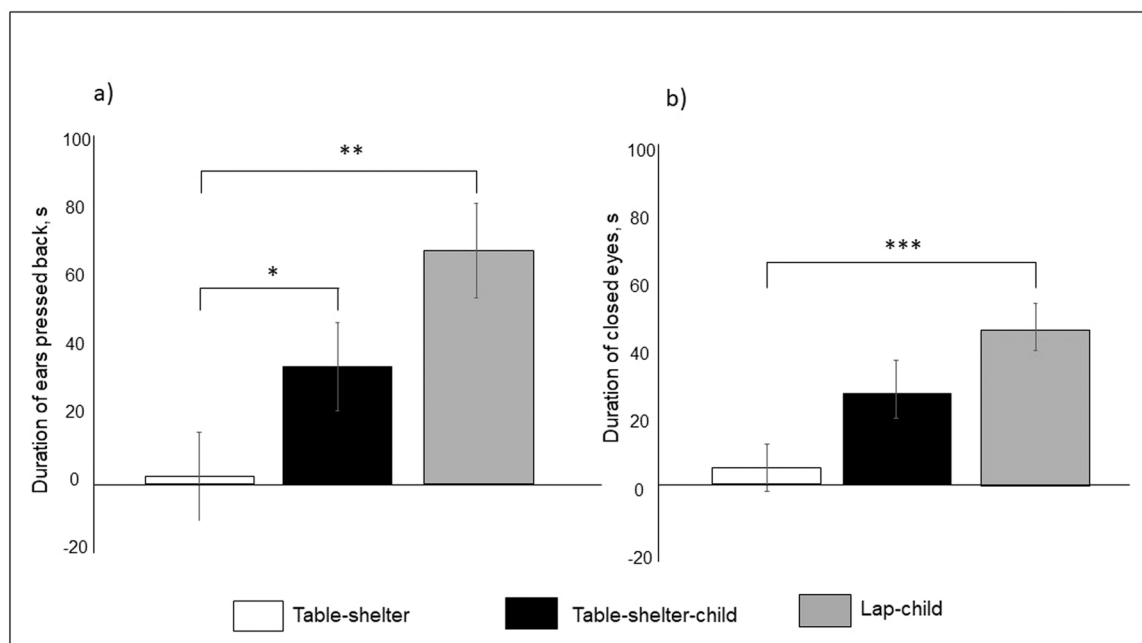 a)
Duration of ears pressed back, s
100
80
60
40
20
0
-20
*
**
b)
Duration of closed eyes, s
100
80
60
40
20
0
-20
***
Table-shelter
Table-shelter-child
Lap-child